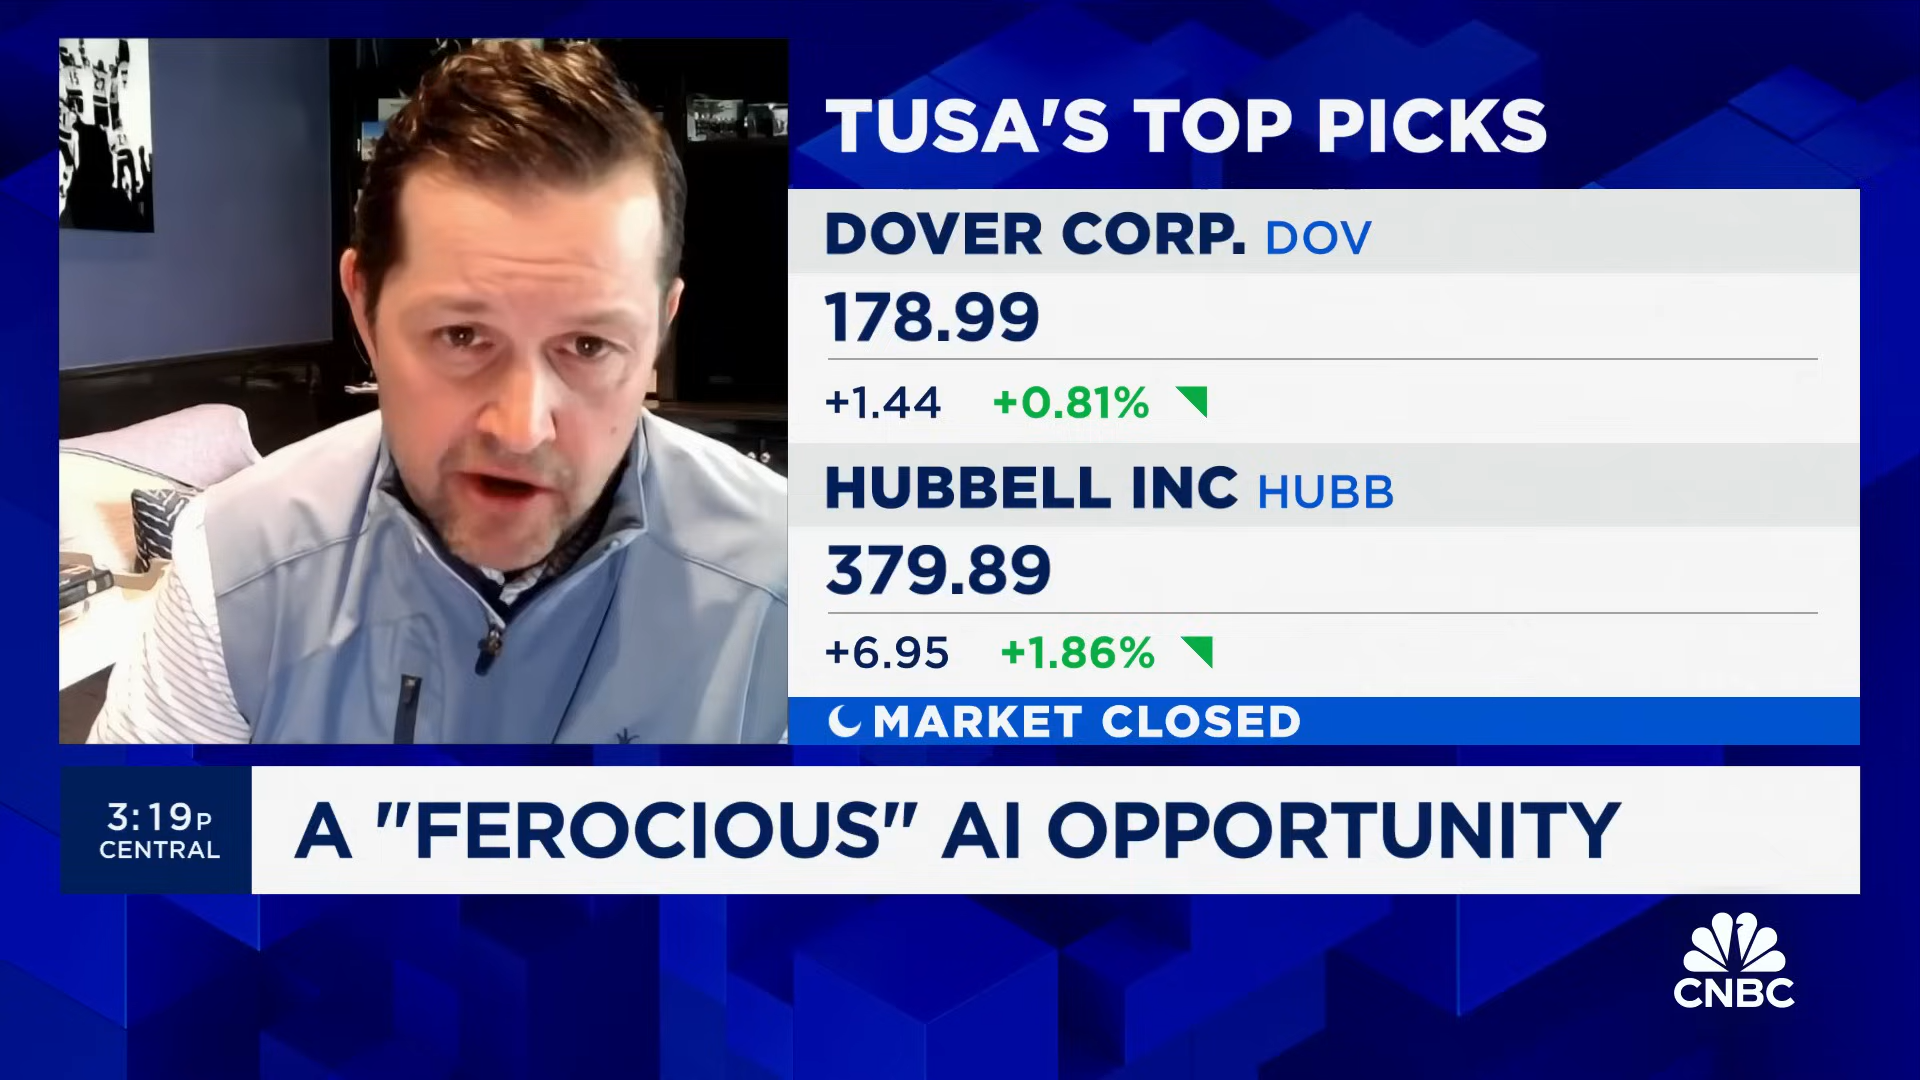 TUSA'S TOP PICKS
DOVER CORP. DOV
178.99
+1.44 +0.81%
HUBBELL INC HUBB
379.89
+6.95 +1.86%
MARKET CLOSED
3:19P
CENTRAL
A "FEROCIOUS" AI OPPORTUNITY
CNBC